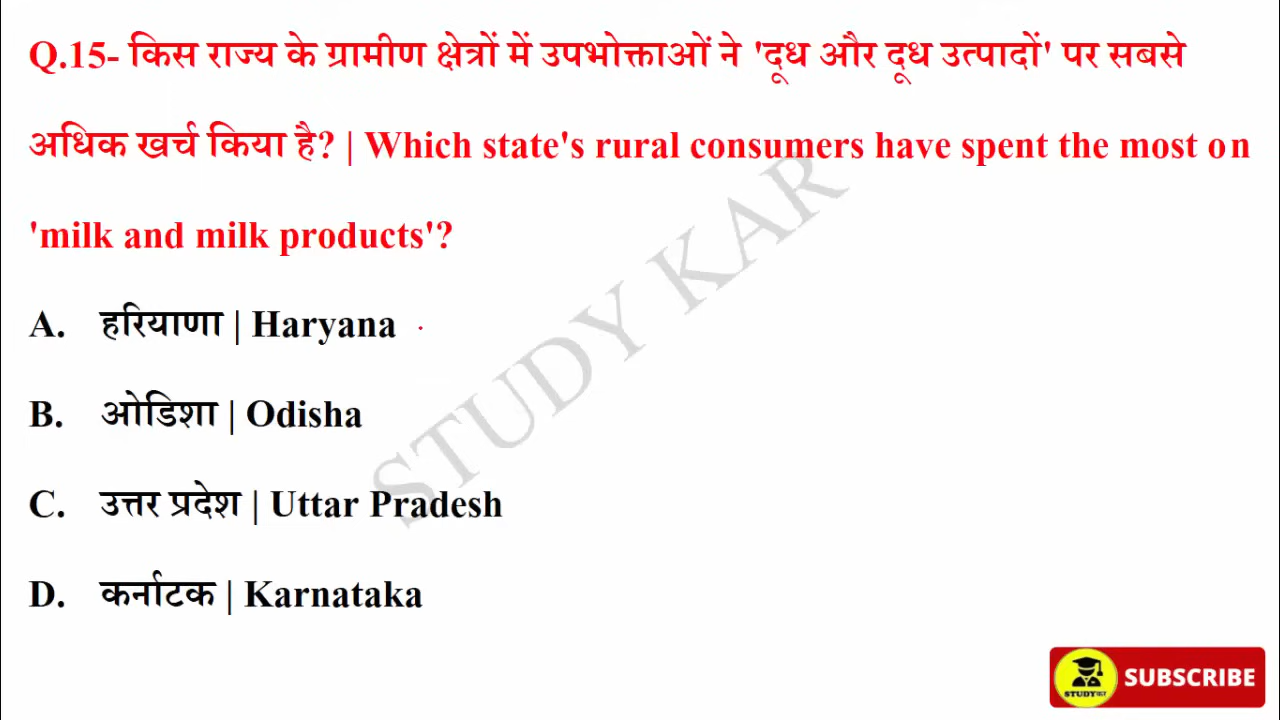 Q.15- किस राज्य के ग्रामीण क्षेत्रों में उपभोक्ताओं ने 'दूध और दूध उत्पादों' पर सबसे
अधिक खर्च किया है? | Which state's rural consumers have spent the most on
'milk and milk products'?
A. हरियाणा | Haryana
B. ओडिशा | Odisha
C. उत्तर प्रदेश | Uttar Pradesh
D. कर्नाटक | Karnataka
STUDY KAR
SUBSCRIBE